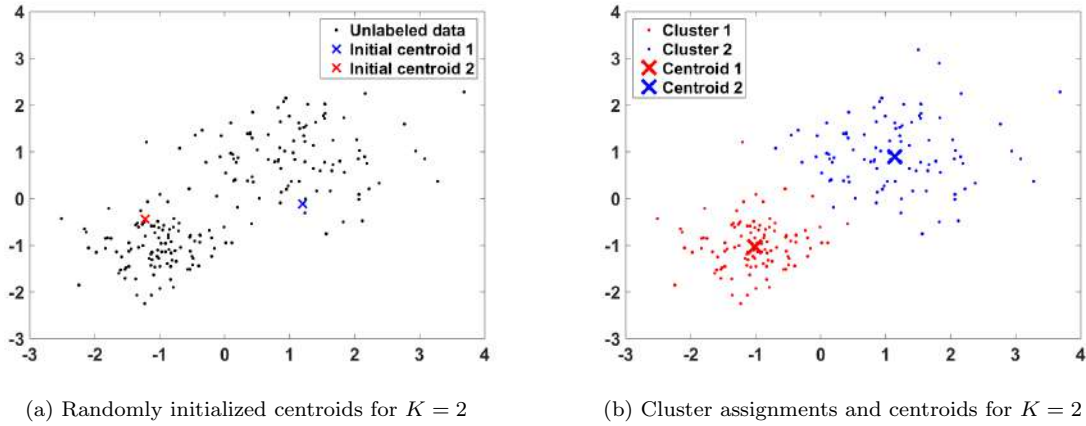 4
3
2
1
0
-1
-2
-3
-3 -2 -1 0 1 2 3 4
Unlabeled data
Initial centroid 1
Initial centroid 2
(a) Randomly initialized centroids for K = 2
4
3
2
1
0
-1
-2
-3
-3 -2 -1 0 1 2 3 4
Cluster 1
Cluster 2
Centroid 1
Centroid 2
(b) Cluster assignments and centroids for K = 2